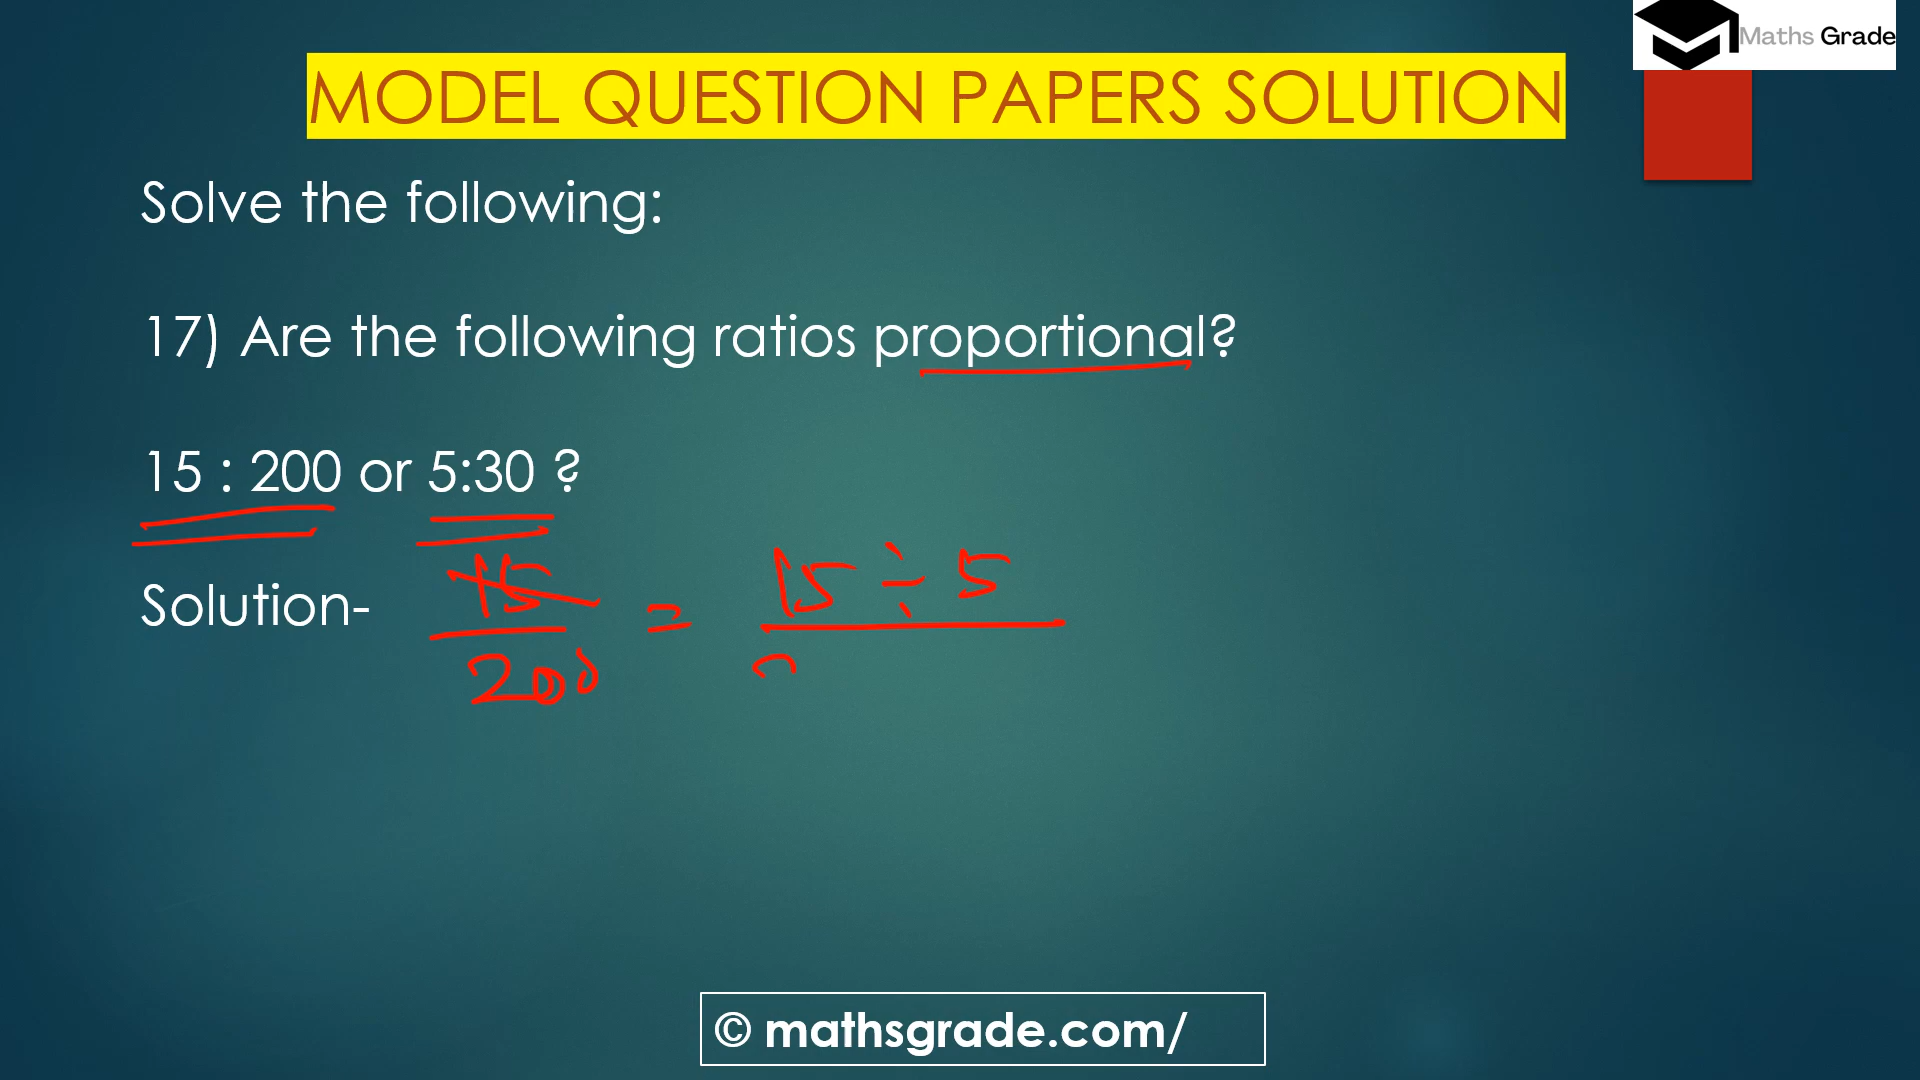 Maths Grade
MODEL QUESTION PAPERS SOLUTION
Solve the following:
17) Are the following ratios proportional?
15 : 200 or 5:30 ?
Solution-
15
200
=
15 ÷ 5
© mathsgrade.com/